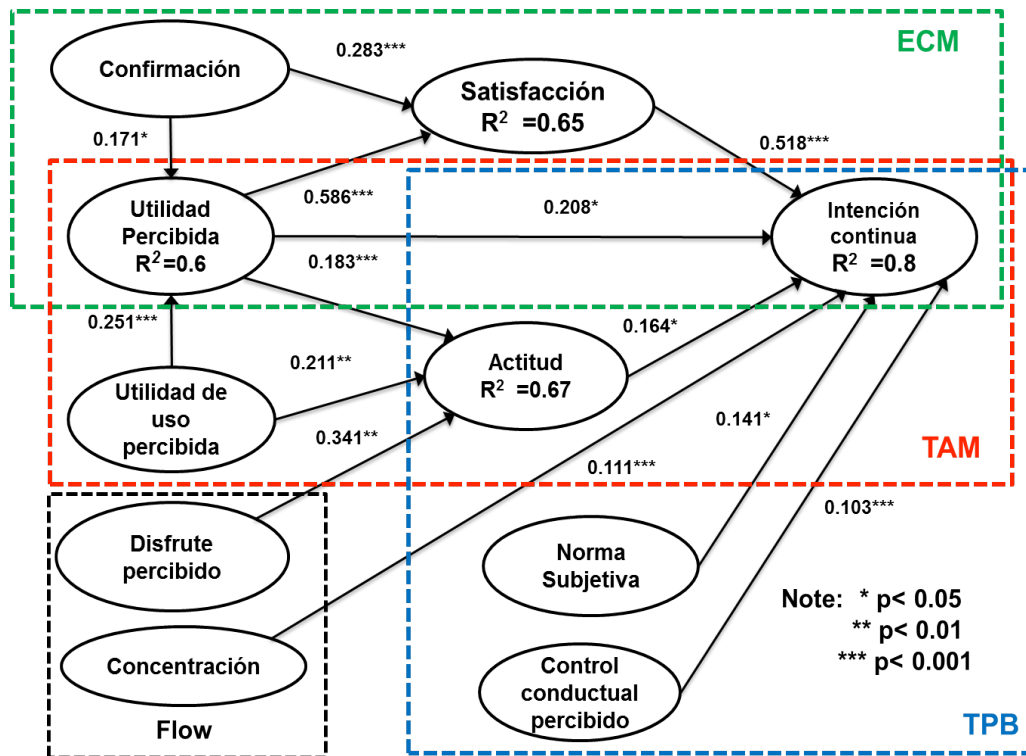 ECM
0.283***
Confirmación
Satisfacción
R² =0.65
0.171*
0.518***
Utilidad
Percibida
R²=0.6
0.586***
0.208*
Intención
continua
R² =0.8
0.183***
0.251***
0.164*
Actitud
R² =0.67
0.211**
Utilidad de
uso
percibida
0.341**
0.141*
TAM
0.111***
0.103***
Disfrute
percibido
Norma
Subjetiva
Note: * p< 0.05
** p< 0.01
*** p< 0.001
Concentración
Control
conductual
percibido
Flow
TPB